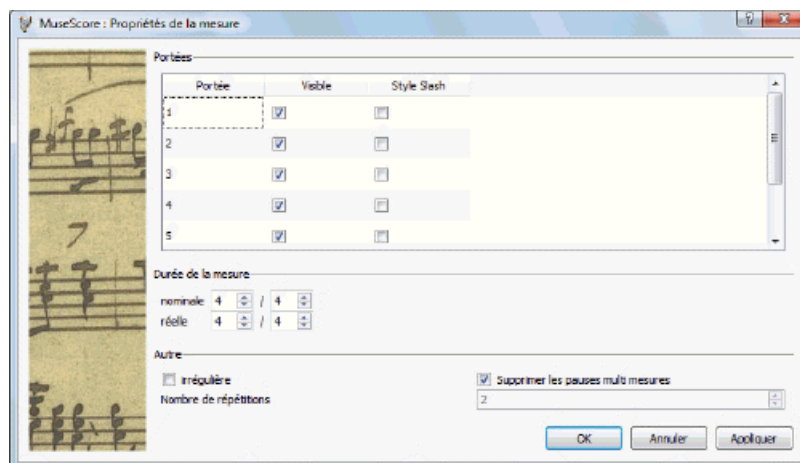 MuseScore : Propriétés de la mesure
Portées
Portée Visible Style Slash
1
2
3
4
5
Durée de la mesure
nominale 4 / 4
réelle 4 / 4
Autre
irrégulière Supprimer les pauses multi mesures
Nombre de répétitions 2
OK Annuler Appliquer